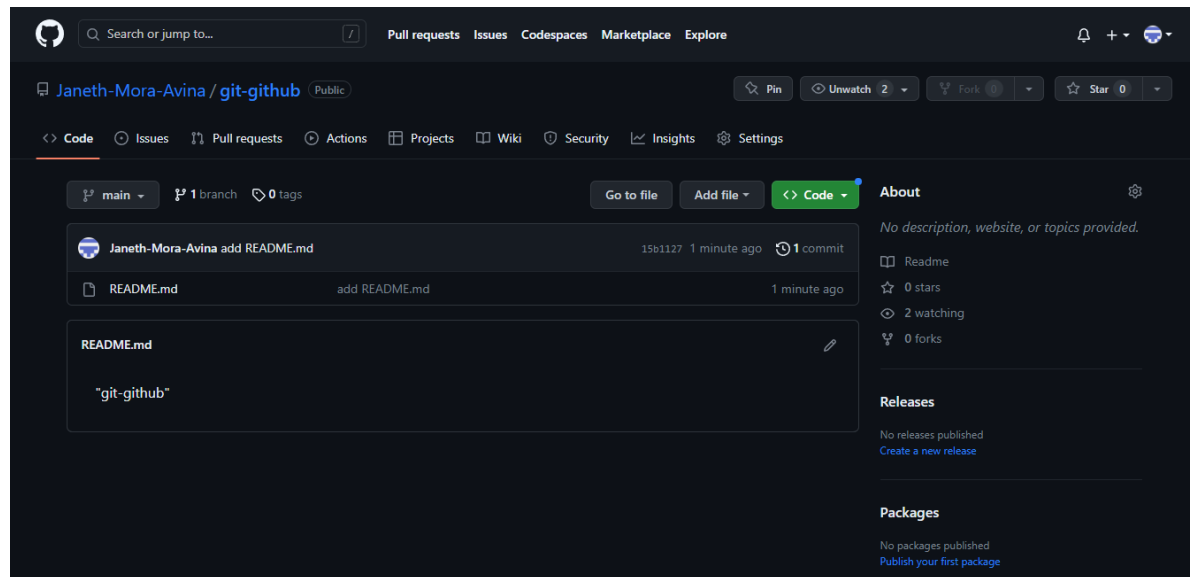 Search or jump to... / Pull requests Issues Codespaces Marketplace Explore
Janeth-Mora-Avina / git-github Public Pin Unwatch 2 Fork 0 Star 0
<> Code Issues Pull requests Actions Projects Wiki Security Insights Settings
main 1 branch 0 tags Go to file Add file <> Code
Janeth-Mora-Avina add README.md 15b1127 1 minute ago 1 commit
README.md add README.md 1 minute ago
README.md
"git-github"
About
No description, website, or topics provided.
Readme
0 stars
2 watching
0 forks
Releases
No releases published
Create a new release
Packages
No packages published
Publish your first package